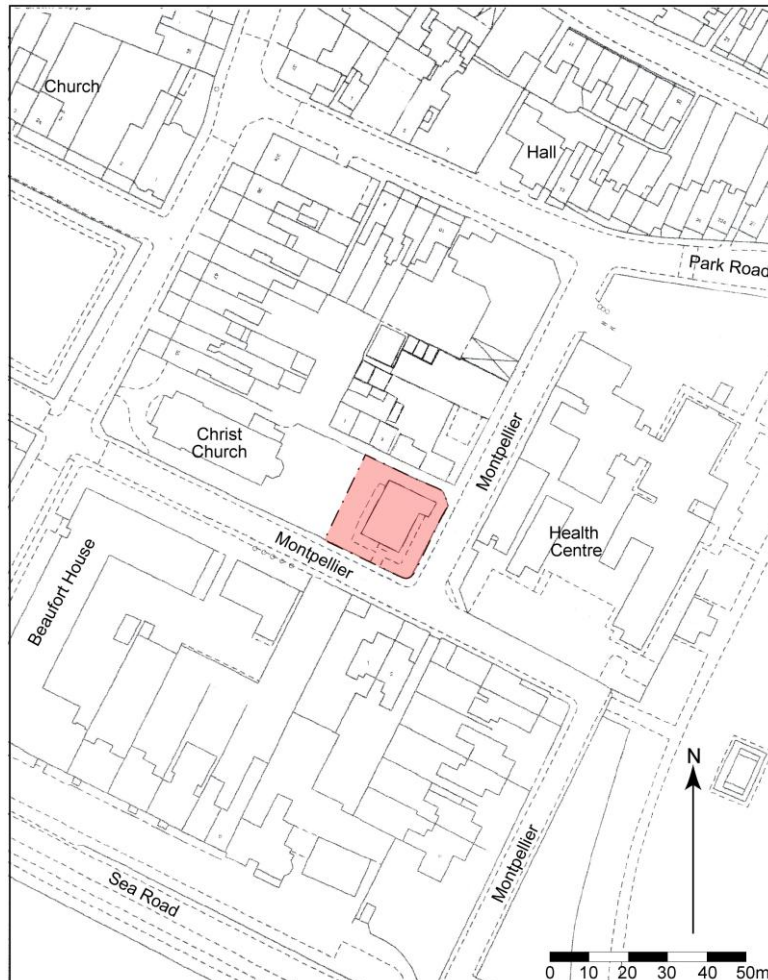 Church
Hall
Park Road
Montpellier
Christ
Church
Health
Centre
Montpellier
Beaufort House
Montpellier
Sea Road
N
0 10 20 30 40 50m